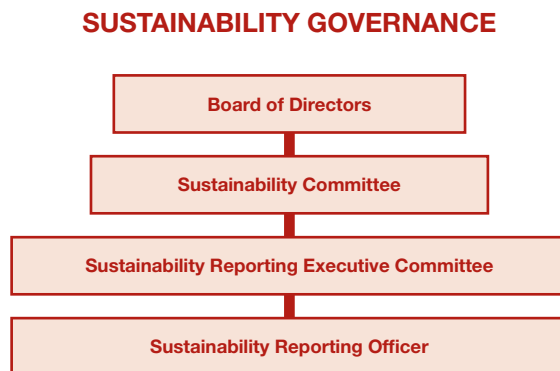 SUSTAINABILITY GOVERNANCE
Board of Directors
Sustainability Committee
Sustainability Reporting Executive Committee
Sustainability Reporting Officer